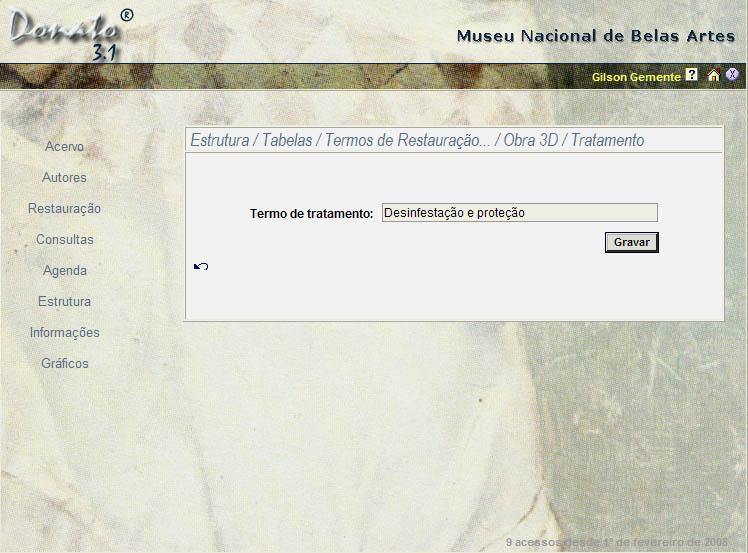 Donato ®
3.1
Museu Nacional de Belas Artes
Gilson Gemente ? X
Estrutura / Tabelas / Termos de Restauração... / Obra 3D / Tratamento
Acervo
Autores
Restauração
Consultas
Agenda
Estrutura
Informações
Gráficos
Termo de tratamento: Desinfestação e proteção
Gravar
9 acessos desde 1° de fevereiro de 2008